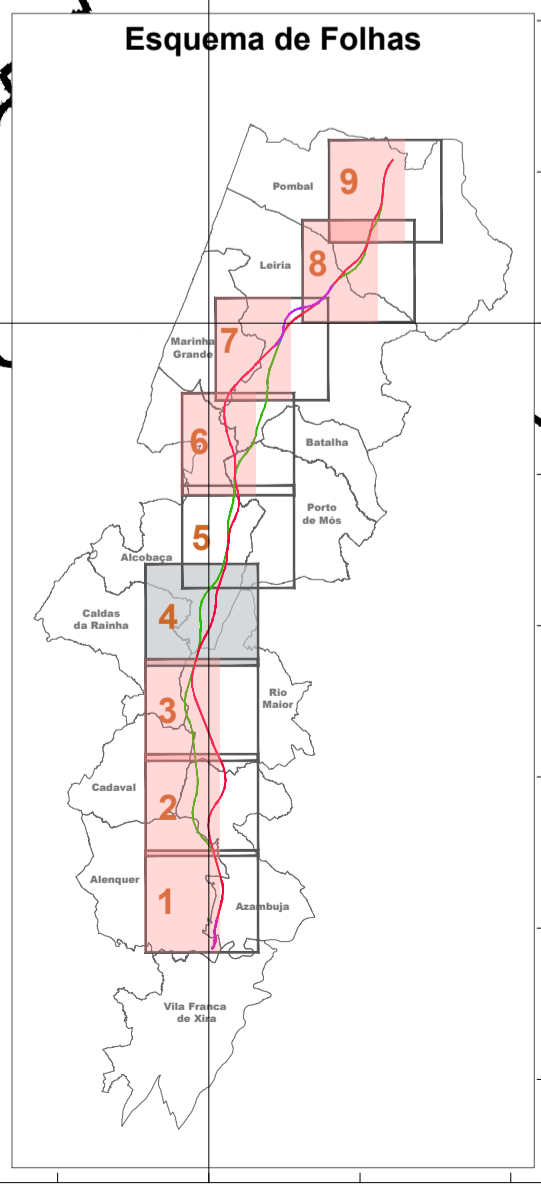 Esquema de Folhas
9
Pombal
8
Leiria
7
Marinha
Grande
6
Batalha
5
Porto
de Mós
Alcobaça
4
Caldas
da Rainha
3
Rio
Maior
Cadaval
2
Alenquer
1
Azambuja
Vila Franca
de Xira